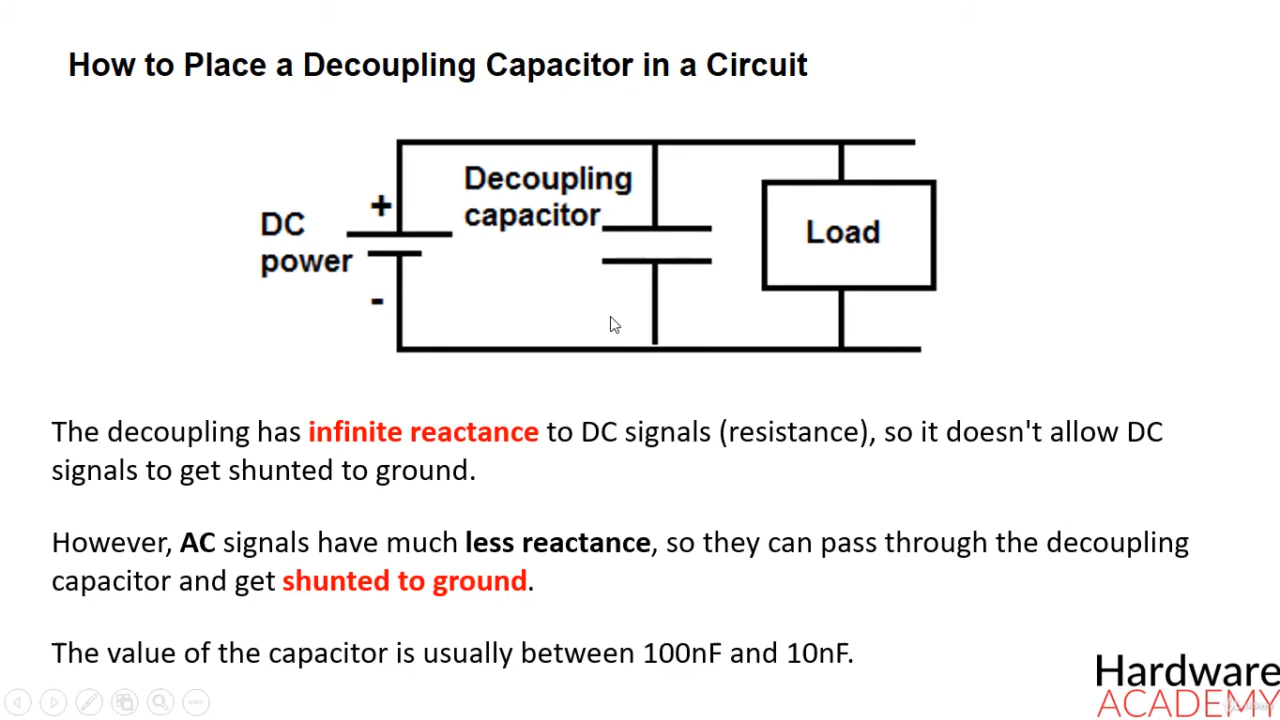 How to Place a Decoupling Capacitor in a Circuit
Decoupling
capacitor
+
DC
power
-
Load
The decoupling has infinite reactance to DC signals (resistance), so it doesn't allow DC
signals to get shunted to ground.
However, AC signals have much less reactance, so they can pass through the decoupling
capacitor and get shunted to ground.
The value of the capacitor is usually between 100nF and 10nF.
Hardware
ACADEMY